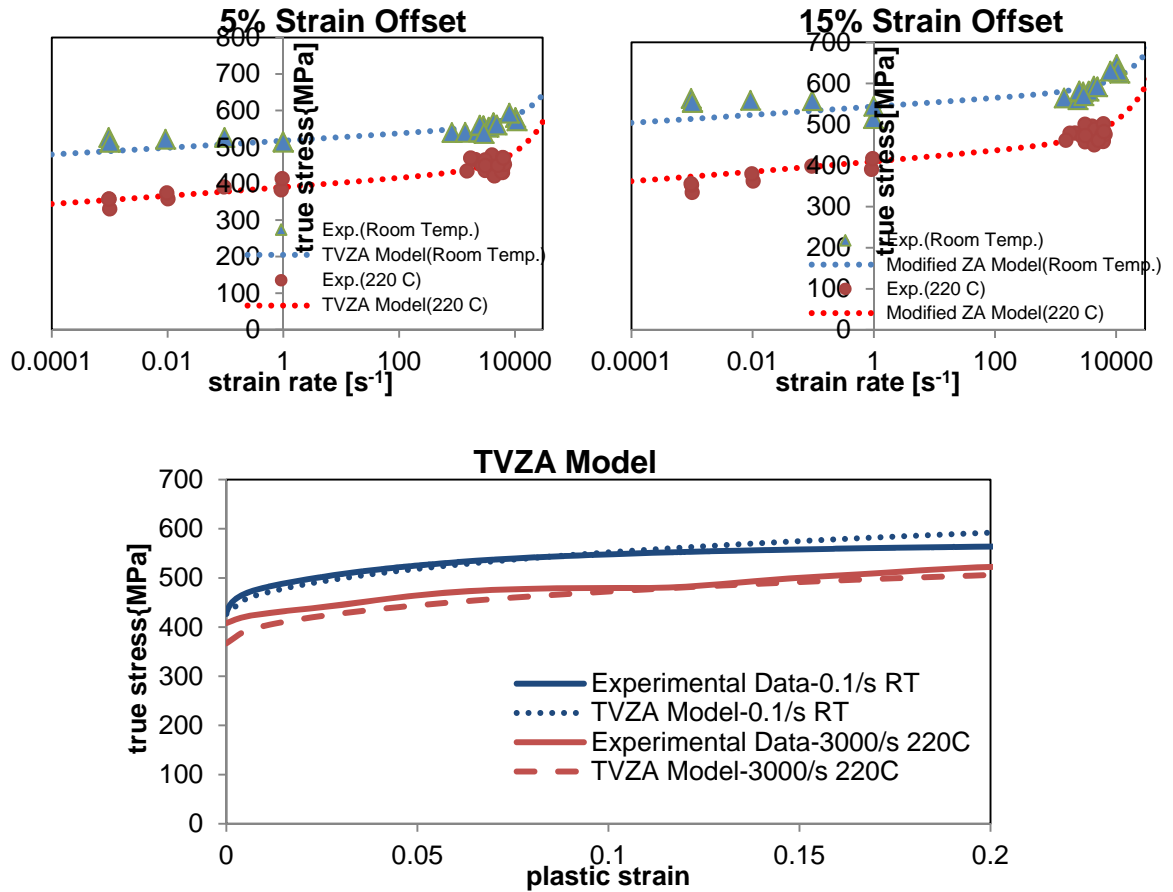 5% Strain Offset
800
700
600
500
400
300
200
100
0
true stress{MPa]
Exp.(Room Temp.)
TVZA Model(Room Temp.)
Exp.(220 C)
TVZA Model(220 C)
0.0001 0.01 1 100 10000
strain rate [s⁻¹]
15% Strain Offset
700
600
500
400
300
200
100
0
true stress{MPa]
Exp.(Room Temp.)
Modified ZA Model(Room Temp.)
Exp.(220 C)
Modified ZA Model(220 C)
0.0001 0.01 1 100 10000
strain rate [s⁻¹]
TVZA Model
700
600
500
400
300
200
100
0
true stress{MPa]
Experimental Data-0.1/s RT
TVZA Model-0.1/s RT
Experimental Data-3000/s 220C
TVZA Model-3000/s 220C
0 0.05 0.1 0.15 0.2
plastic strain